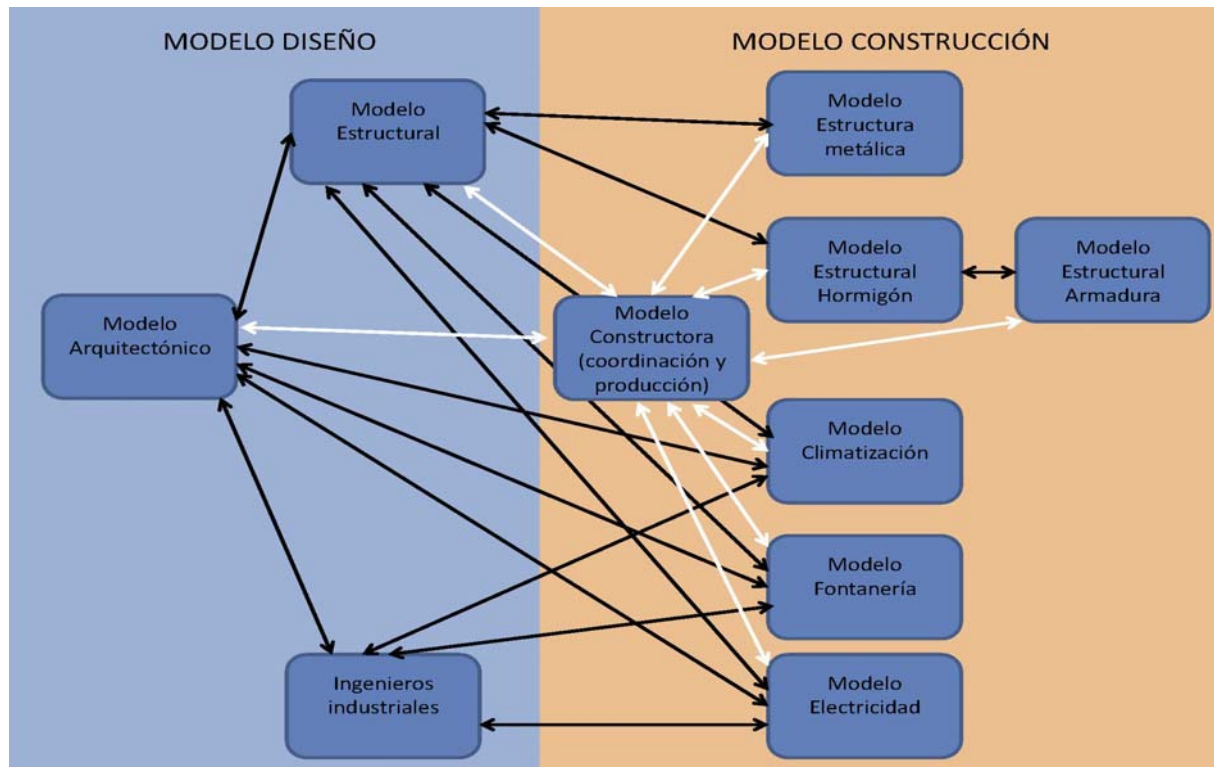 MODELO DISEÑO
MODELO CONSTRUCCIÓN
Modelo
Estructural
Modelo
Estructura
metálica
Modelo
Estructural
Hormigón
Modelo
Estructural
Armadura
Modelo
Arquitectónico
Modelo
Constructora
(coordinación y
producción)
Modelo
Climatización
Modelo
Fontanería
Ingenieros
industriales
Modelo
Electricidad